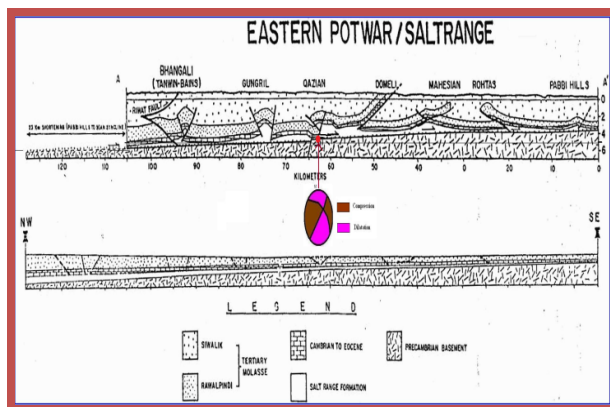 EASTERN POTWAR/SALTRANGE
A
BHANGALI
(TANWIN-BAINS)
GUNGRIL
QAZIAN
DOMELI
MAHESIAN
ROHTAS
PABBI HILLS
A'
RIWAT FAULT
0
2
4
6
120
110
100
90
80
70
60
50
40
30
20
10
0
KILOMETERS
Compression
Dilatation
NW
SE
LEGEND
SIWALIK
CAMBRIAN TO EOCENE
PRECAMBRIAN BASEMENT
TERTIARY
MOLASSE
RAWALPINDI
SALT RANGE FORMATION